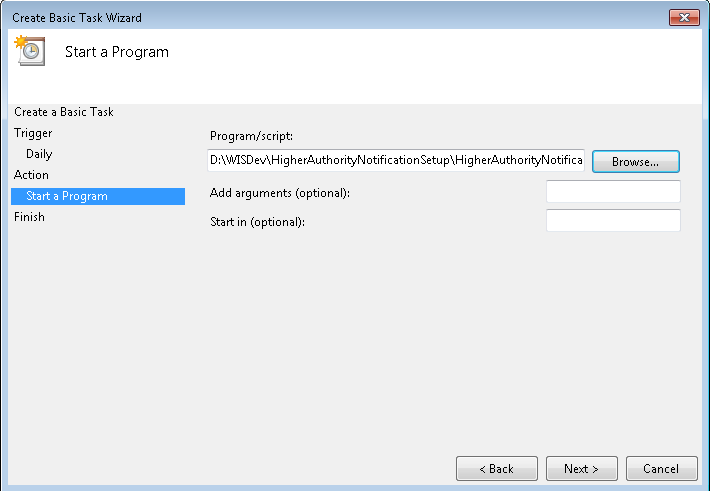 Create Basic Task Wizard
Start a Program
Create a Basic Task
Trigger
Daily
Action
Start a Program
Finish
Program/script:
D:\WISDev\HigherAuthorityNotificationSetup\HigherAuthorityNotifica
Browse...
Add arguments (optional):
Start in (optional):
< Back
Next >
Cancel